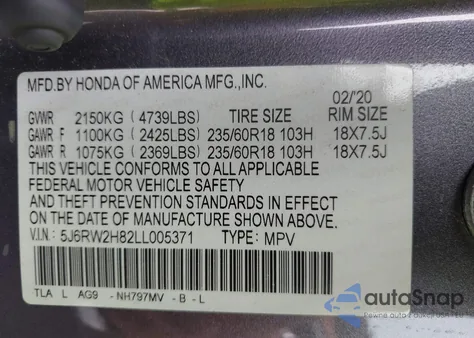 MFD.BY HONDA OF AMERICA MFG.,INC.
02/'20
GVWR 2150KG (4739LBS) TIRE SIZE RIM SIZE
GAWR F 1100KG (2425LBS) 235/60R18 103H 18X7.5J
GAWR R 1075KG (2369LBS) 235/60R18 103H 18X7.5J
THIS VEHICLE CONFORMS TO ALL APPLICABLE
FEDERAL MOTOR VEHICLE SAFETY
AND THEFT PREVENTION STANDARDS IN EFFECT
ON THE DATE OF MANUFACTURE SHOWN ABOVE.
V.I.N: 5J6RW2H82LL005371 TYPE: MPV
TLA L AG9 - NH797MV - B - L
autoSnap
Pewne auto z USA